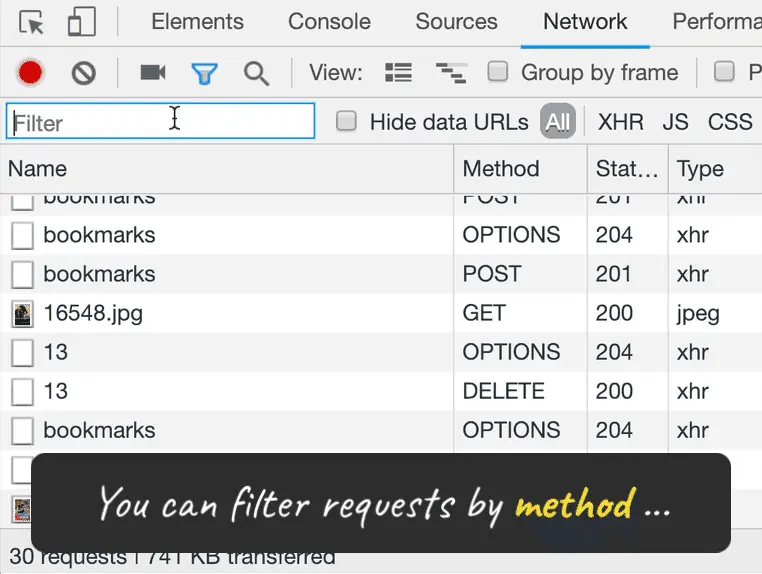 Elements Console Sources Network Performa
View: Group by frame P
Filter Hide data URLs All XHR JS CSS
Name Method Stat... Type
bookmarks POST 201 xhr
bookmarks OPTIONS 204 xhr
bookmarks POST 201 xhr
16548.jpg GET 200 jpeg
13 OPTIONS 204 xhr
13 DELETE 200 xhr
bookmarks OPTIONS 204 xhr
You can filter requests by method ...
30 requests | 741 KB transferred